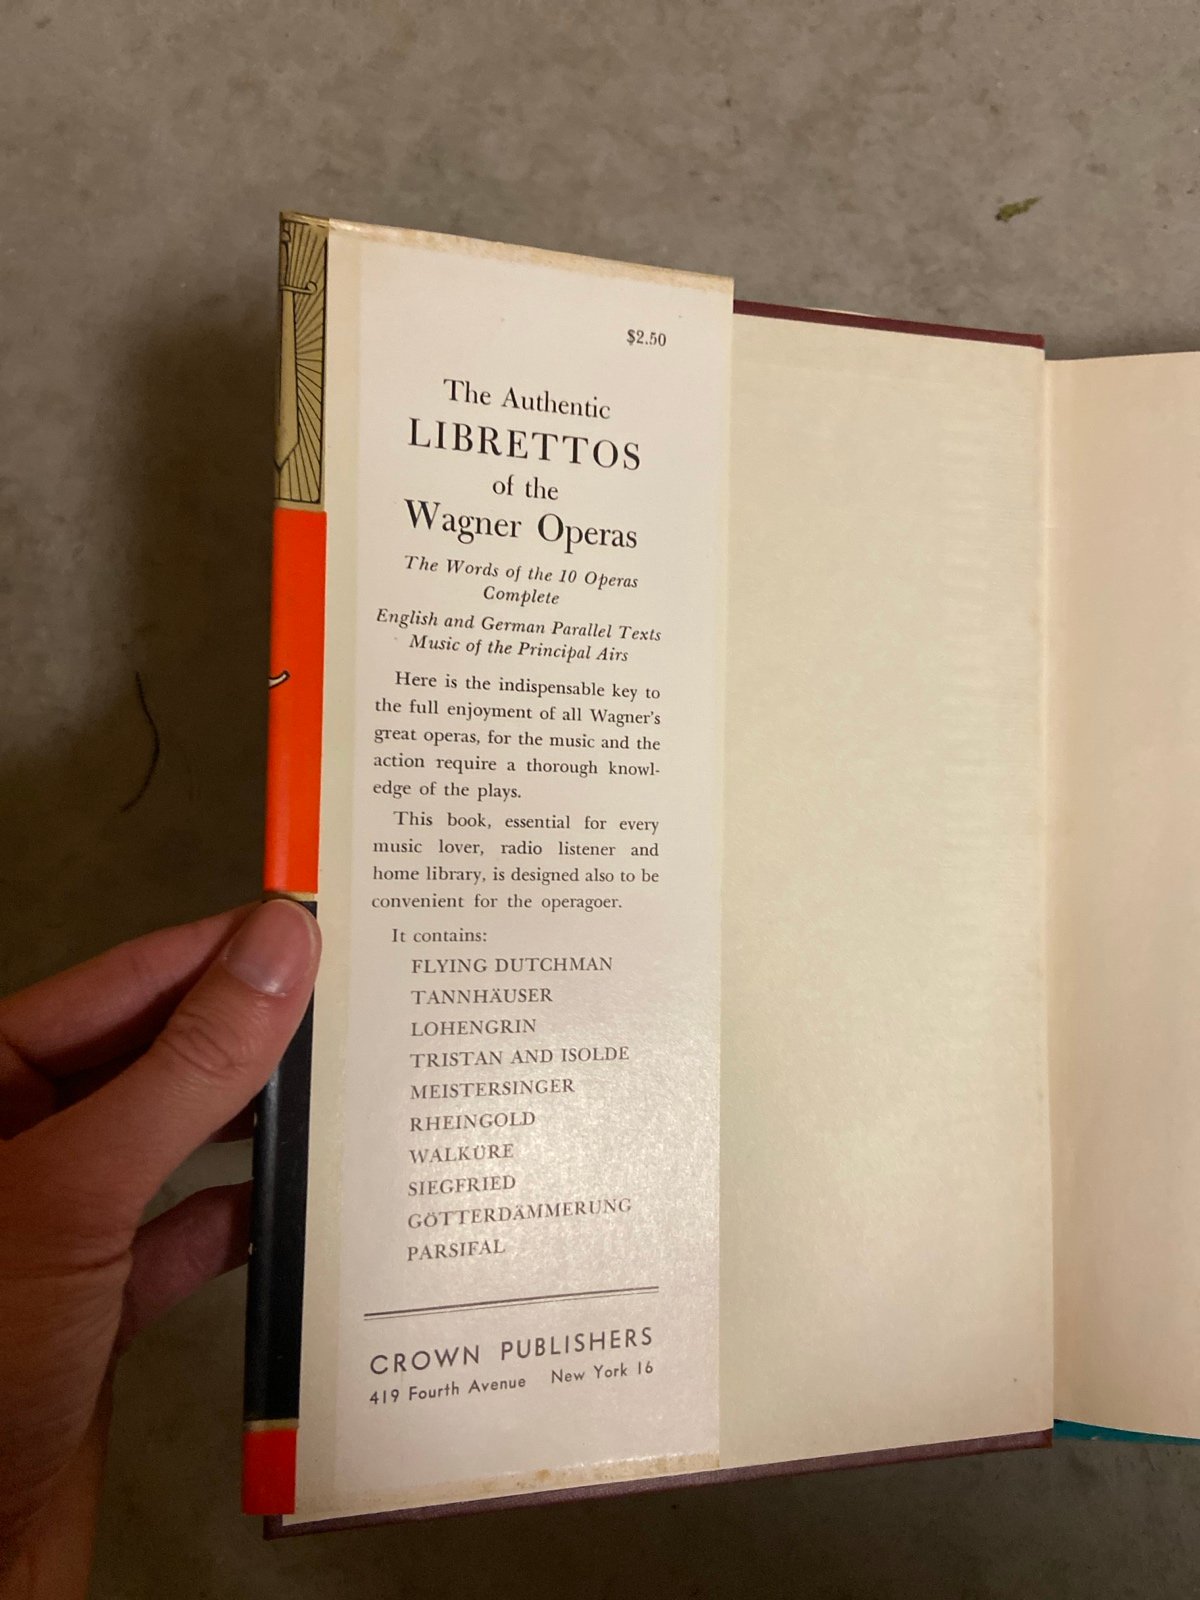 $2.50
The Authentic
LIBRETTOS
of the
Wagner Operas
The Words of the 10 Operas
Complete
English and German Parallel Texts
Music of the Principal Airs
Here is the indispensable key to
the full enjoyment of all Wagner's
great operas, for the music and the
action require a thorough knowl-
edge of the plays.
This book, essential for every
music lover, radio listener and
home library, is designed also to be
convenient for the operagoer.
It contains:
FLYING DUTCHMAN
TANNHÄUSER
LOHENGRIN
TRISTAN AND ISOLDE
MEISTERSINGER
RHEINGOLD
WALKÜRE
SIEGFRIED
GÖTTERDÄMMERUNG
PARSIFAL
CROWN PUBLISHERS
419 Fourth Avenue New York 16